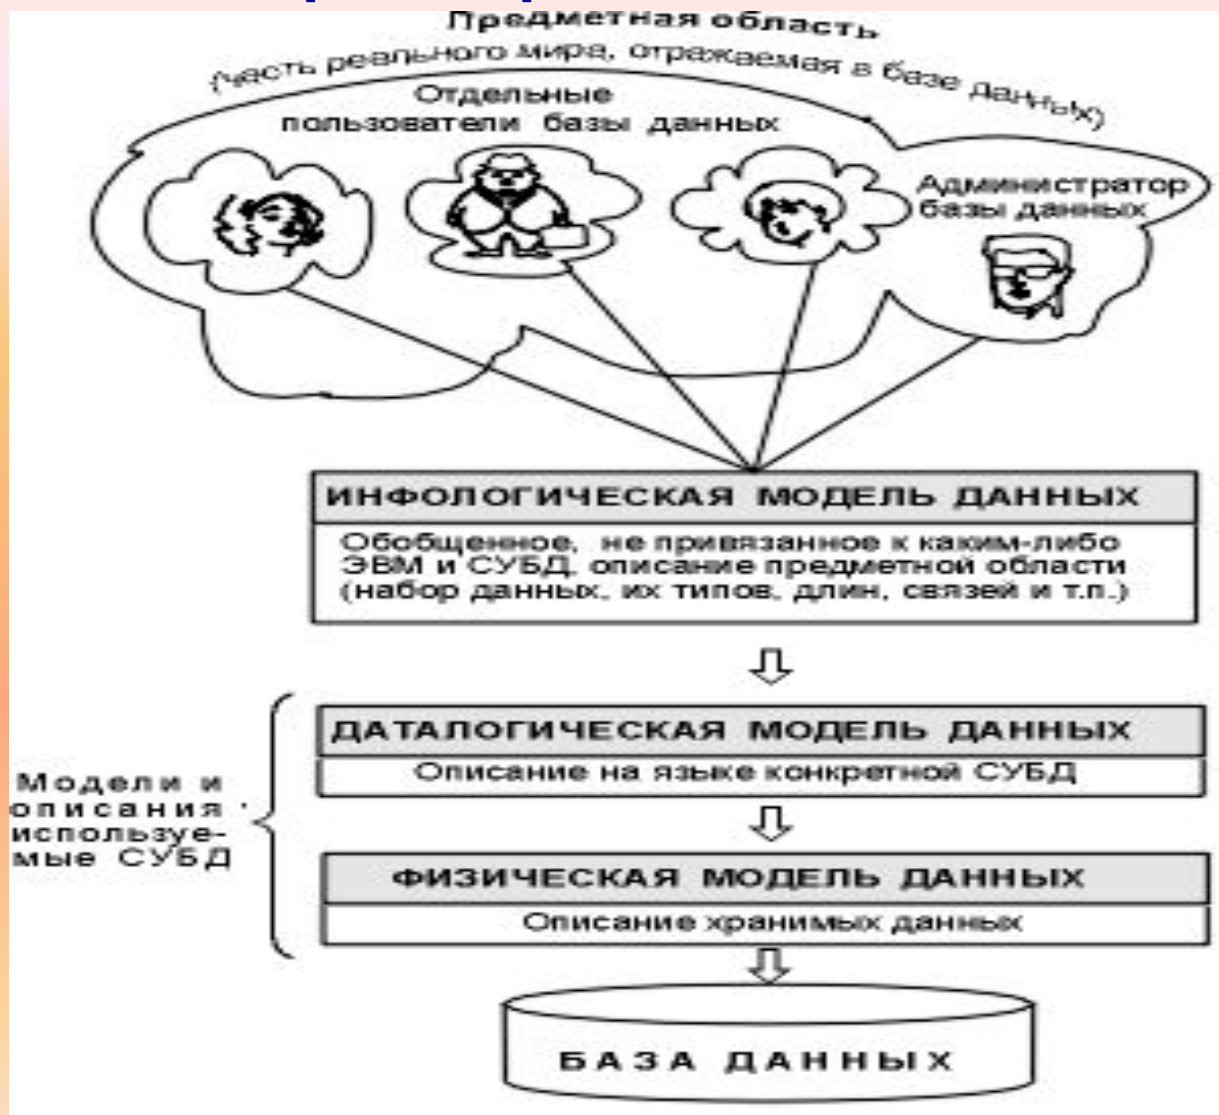 Предметная область
(часть реального мира, отражаемая в базе данных)
Отдельные
пользователи базы данных
Администратор
базы данных
ИНФОЛОГИЧЕСКАЯ МОДЕЛЬ ДАННЫХ
Обобщенное, не привязанное к каким-либо
ЭВМ и СУБД, описание предметной области
(набор данных, их типов, длин, связей и т.п.)
ДАТАЛОГИЧЕСКАЯ МОДЕЛЬ ДАННЫХ
Описание на языке конкретной СУБД
Модели и
описания
используе-
мые СУБД
ФИЗИЧЕСКАЯ МОДЕЛЬ ДАННЫХ
Описание хранимых данных
БАЗА ДАННЫХ